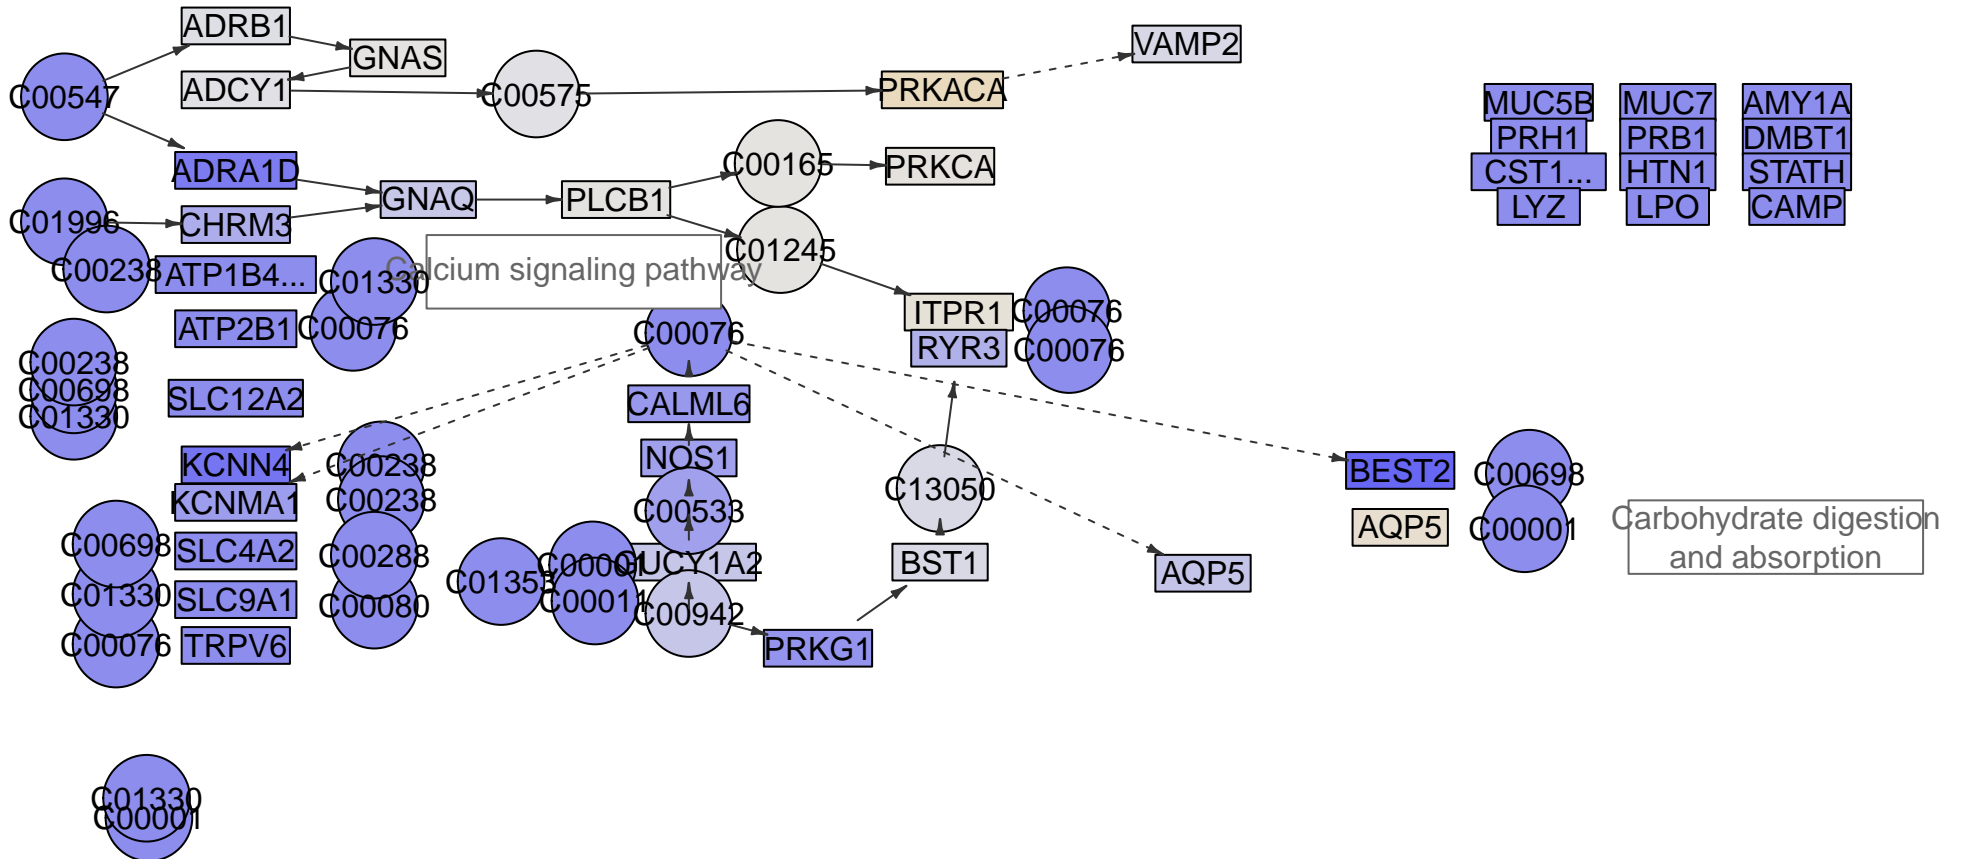 ADRB1
GNAS
VAMP2
C00547
ADCY1
C00575
PRKACA
MUC5B
MUC7
AMY1A
PRH1
PRB1
DMBT1
ADRA1D
C00165
PRKCA
CST1...
HTN1
STATH
GNAQ
PLCB1
LYZ
LPO
CAMP
C01996
CHRM3
C01245
C00238
ATP1B4...
C01330
Calcium signaling pathway
ATP2B1
C00076
C00076
ITPR1
C00076
RYR3
C00076
C00238
C00698
C01330
SLC12A2
CALML6
KCNN4
C00238
NOS1
BEST2
C00698
KCNMA1
C00238
C00533
C13050
AQP5
C00001
Carbohydrate digestion
and absorption
C00698
SLC4A2
C00288
C00001
GUCY1A2
BST1
AQP5
C01353
C01330
SLC9A1
C00080
C00011
C00942
C00076
TRPV6
PRKG1
C01330
C00001